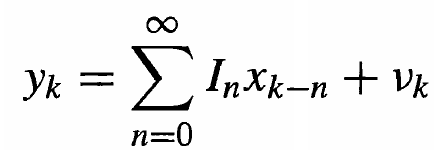 y_k = \sum_{n=0}^{\infty} I_n x_{k-n} + \nu_k